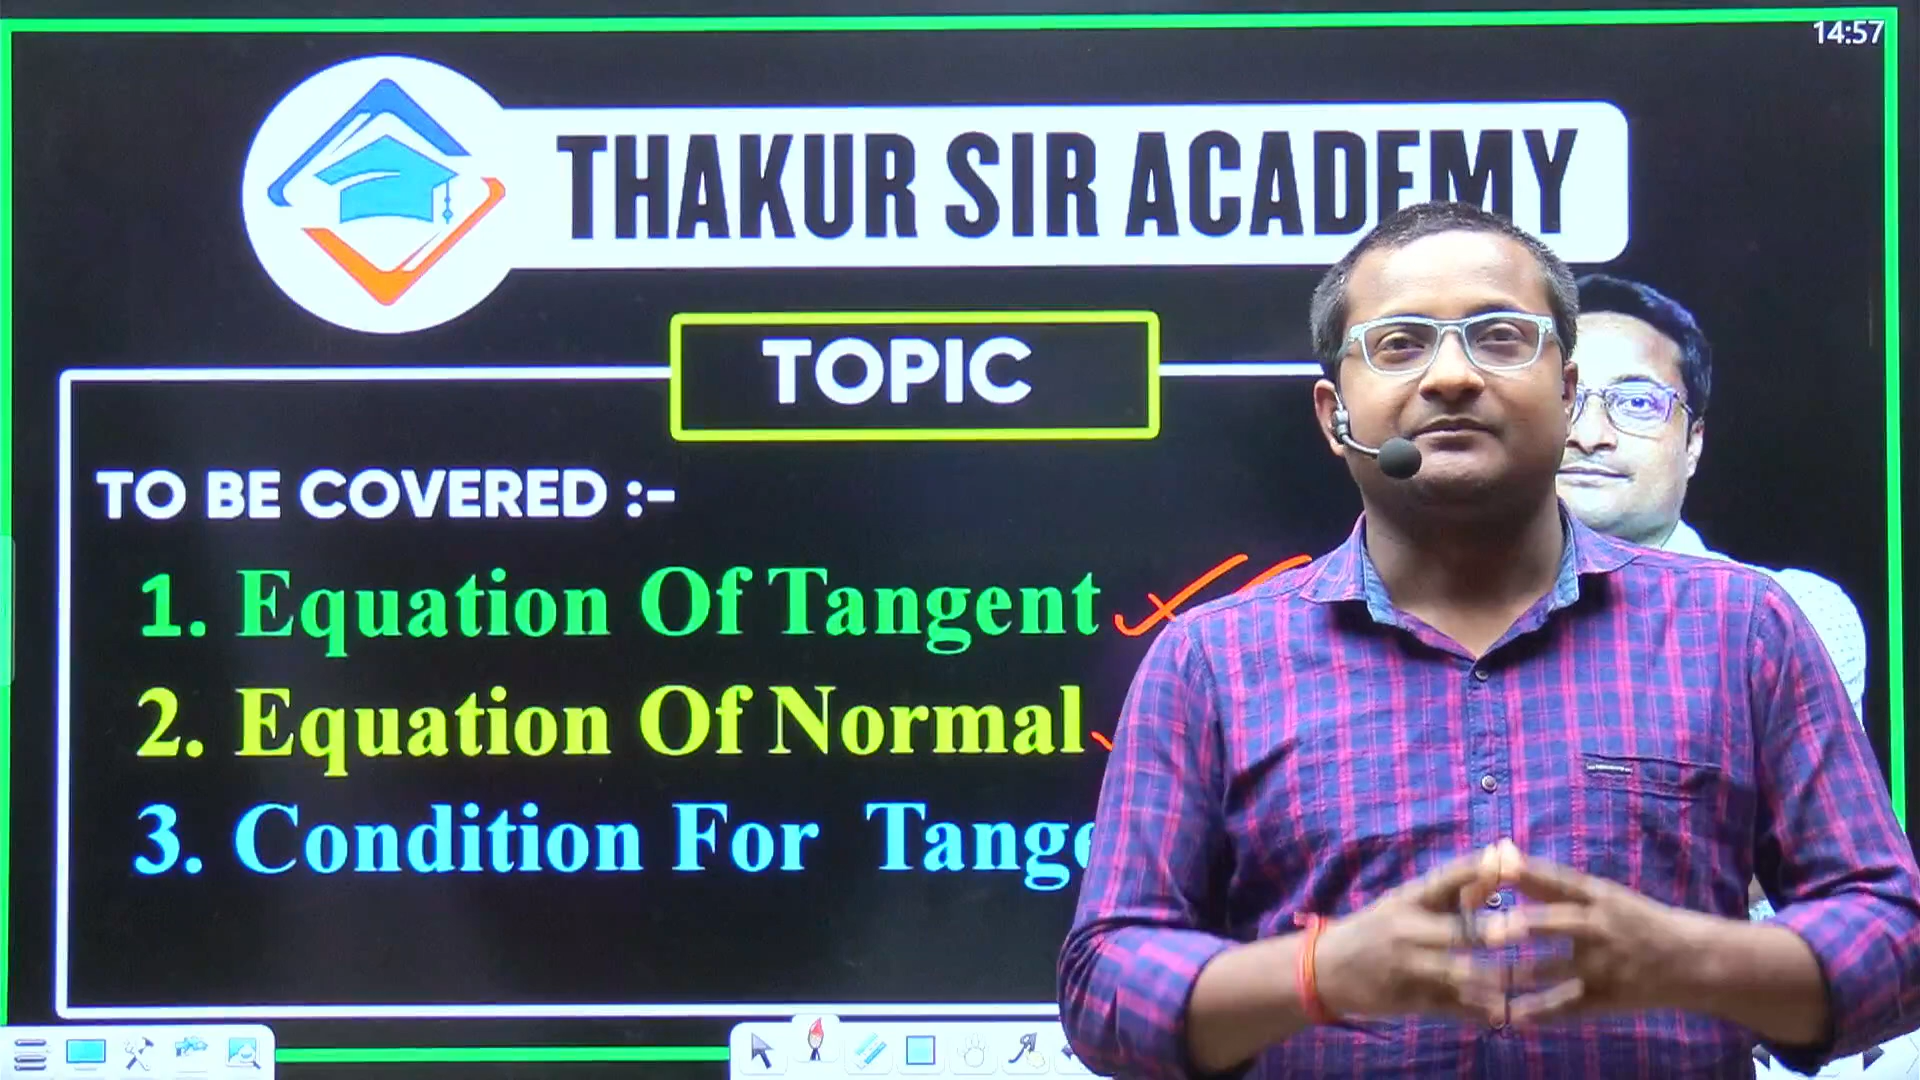 14:57
THAKUR SIR ACADEMY
TOPIC
TO BE COVERED :-
1. Equation Of Tangent
2. Equation Of Normal
3. Condition For Tange